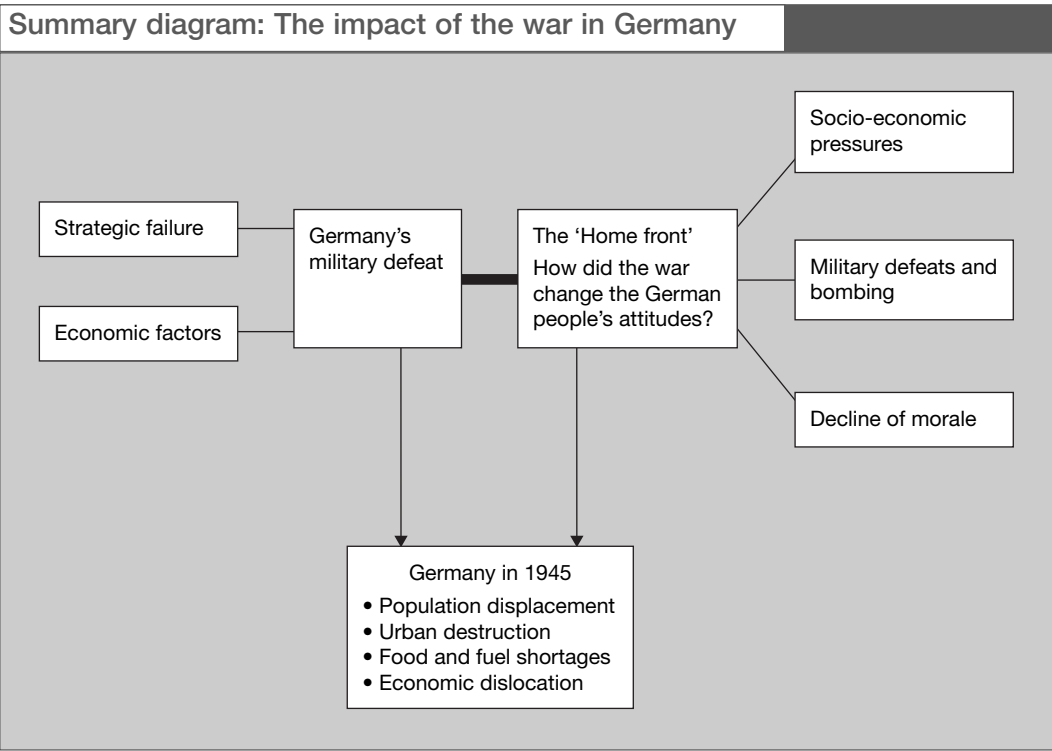 Summary diagram: The impact of the war in Germany
Strategic failure
Economic factors
Germany's
military defeat
The ‘Home front’
How did the war
change the German
people’s attitudes?
Socio-economic
pressures
Military defeats and
bombing
Decline of morale
Germany in 1945
• Population displacement
• Urban destruction
• Food and fuel shortages
• Economic dislocation